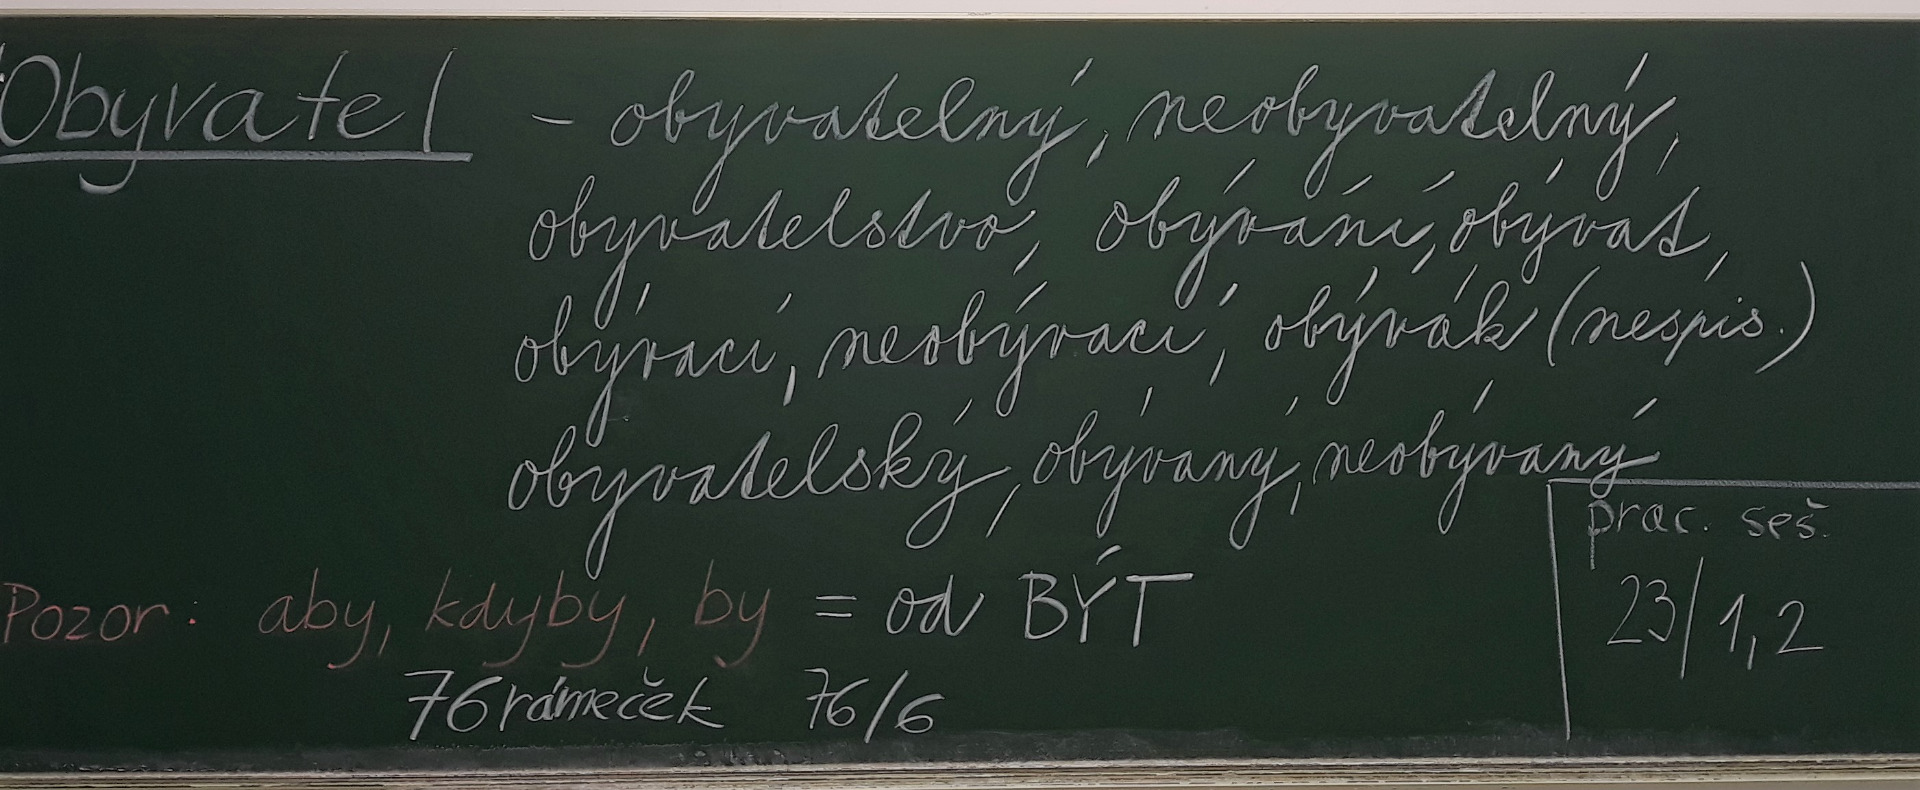 Obyvatel - obyvatelný, neobyvatelný,
obyvatelstvo, obývání, obývat,
obývací, neobývací, obývák (nespis.)
obyvatelský, obývaný, neobývaný
prac. seš.
23/1,2
Pozor: aby, kdyby, by = od BÝT
76 rámeček 76/6